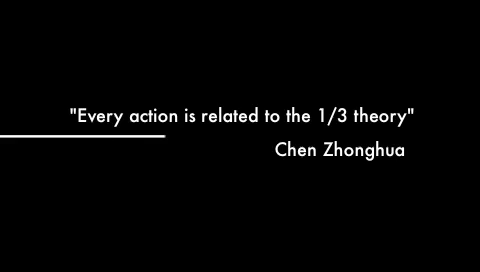 "Every action is related to the 1/3 theory"
Chen Zhonghua